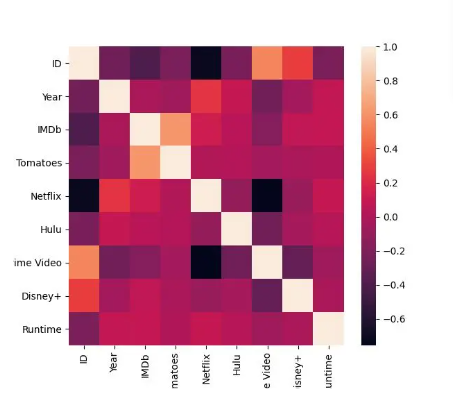 ID
Year
IMDb
Tomatoes
Netflix
Hulu
ime Video
Disney+
Runtime
1.0
0.8
0.6
0.4
0.2
0.0
−0.2
−0.4
−0.6
ID
Year
IMDb
matoes
Netflix
Hulu
e Video
isney+
untime